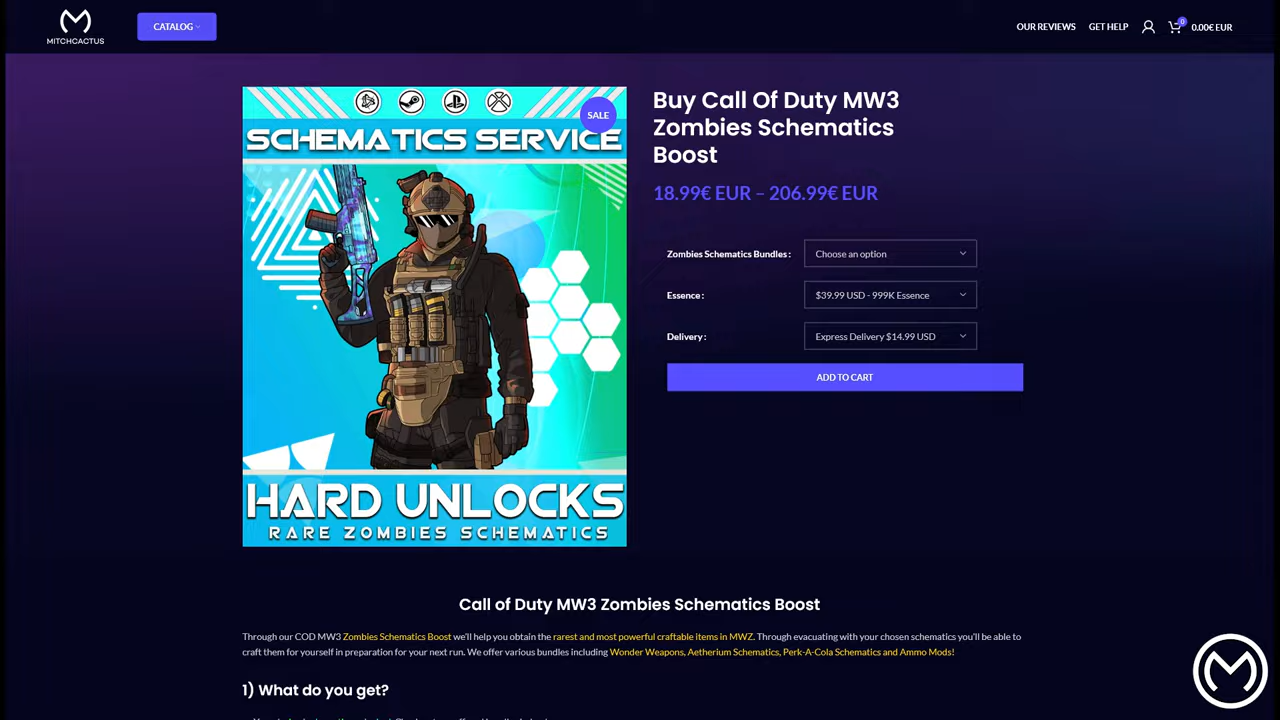 MITCHCACTUS
CATALOG
OUR REVIEWS
GET HELP
0
0.00€ EUR
SALE
SCHEMATICS SERVICE
HARD UNLOCKS
RARE ZOMBIES SCHEMATICS
Buy Call Of Duty MW3
Zombies Schematics
Boost
18.99€ EUR – 206.99€ EUR
Zombies Schematics Bundles :
Choose an option
Essence :
$39.99 USD - 999K Essence
Delivery :
Express Delivery $14.99 USD
ADD TO CART
Call of Duty MW3 Zombies Schematics Boost
Through our COD MW3 Zombies Schematics Boost we'll help you obtain the rarest and most powerful craftable items in MWZ. Through evacuating with your chosen schematics you'll be able to
craft them for yourself in preparation for your next run. We offer various bundles including Wonder Weapons, Aetherium Schematics, Perk-A-Cola Schematics and Ammo Mods!
1) What do you get?